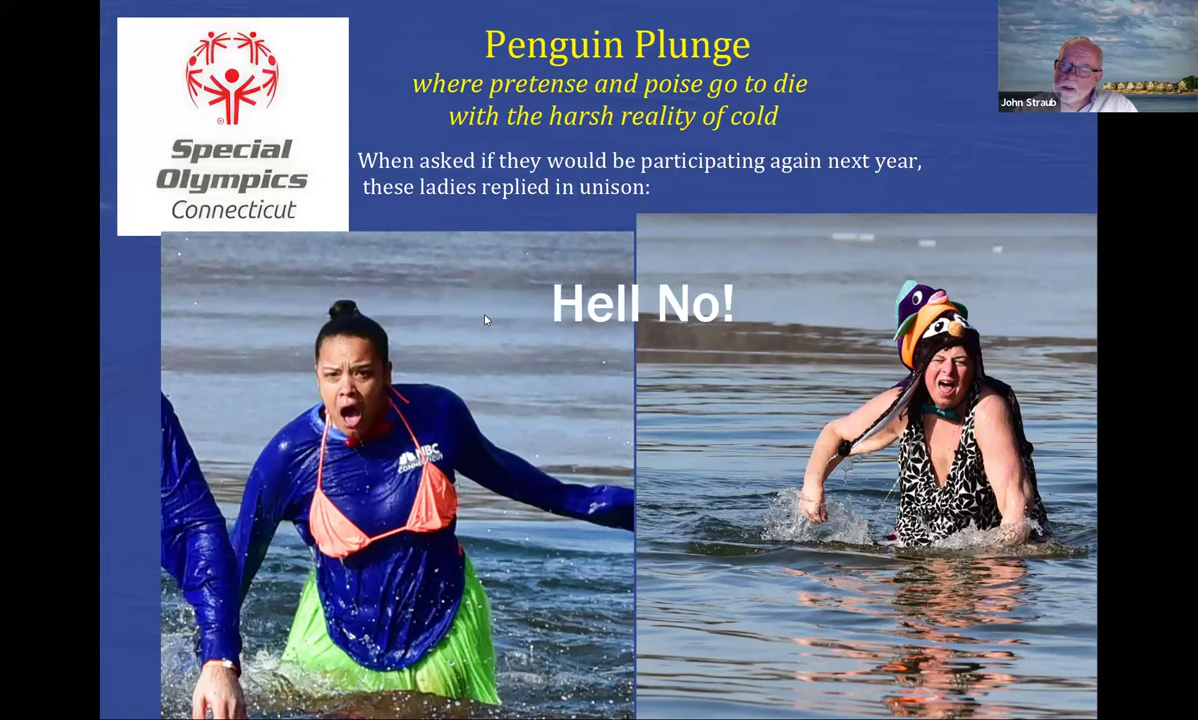 Penguin Plunge
where pretense and poise go to die
with the harsh reality of cold
John Straub
Special
Olympics
Connecticut
When asked if they would be participating again next year,
these ladies replied in unison:
Hell No!
NBC
CONNECTICUT